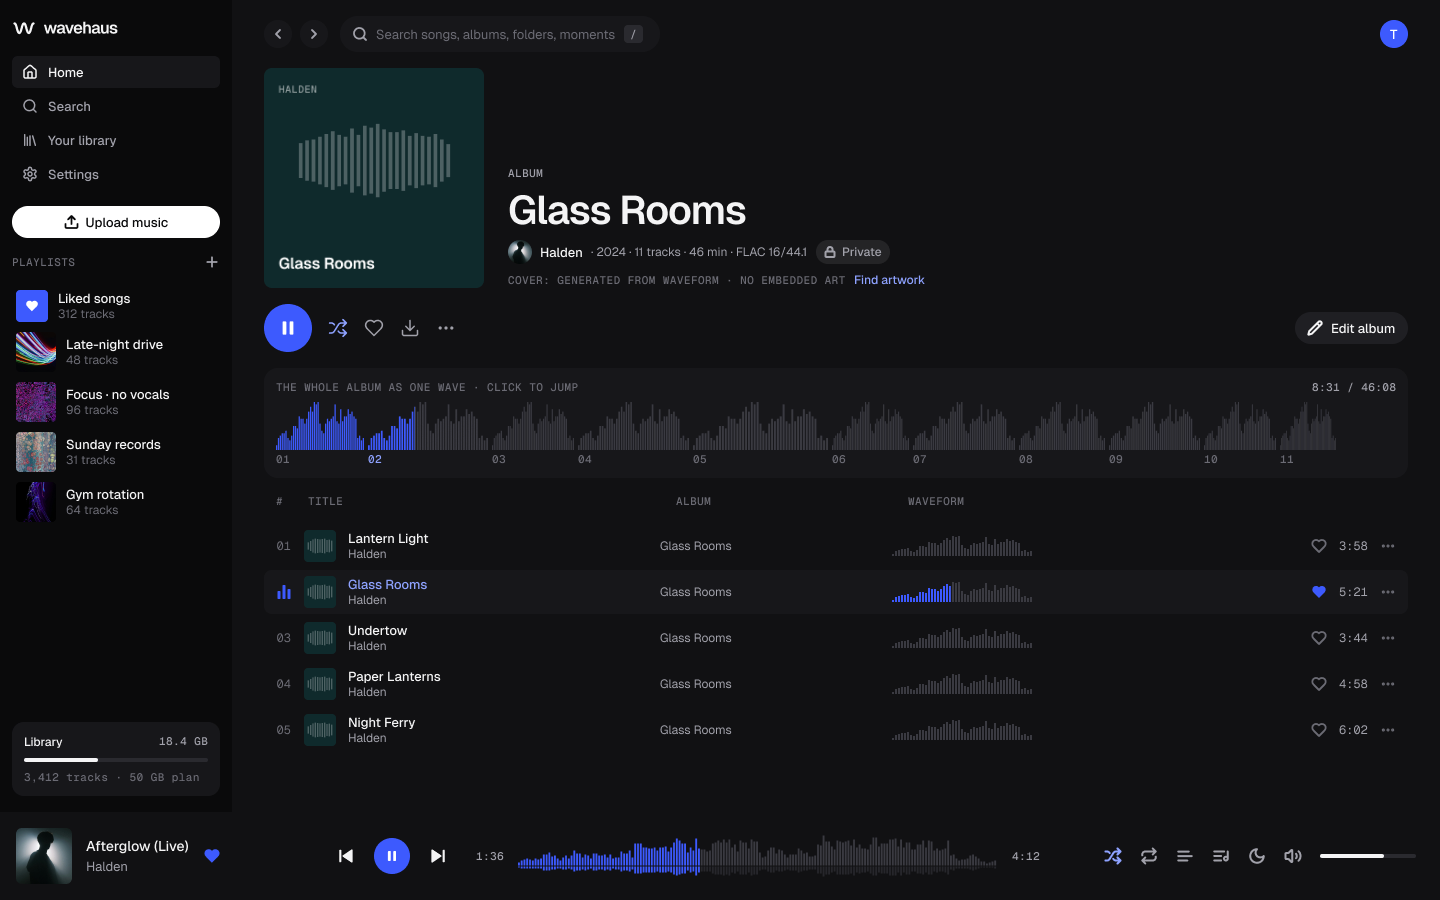 wavehaus
Search songs, albums, folders, moments /
T
Home
Search
Your library
Settings
Upload music
PLAYLISTS
Liked songs
312 tracks
Late-night drive
48 tracks
Focus · no vocals
96 tracks
Sunday records
31 tracks
Gym rotation
64 tracks
Library 18.4 GB
3,412 tracks · 50 GB plan
HALDEN
Glass Rooms
ALBUM
Glass Rooms
Halden · 2024 · 11 tracks · 46 min · FLAC 16/44.1 Private
COVER: GENERATED FROM WAVEFORM · NO EMBEDDED ART Find artwork
Edit album
THE WHOLE ALBUM AS ONE WAVE · CLICK TO JUMP 8:31 / 46:08
01 02 03 04 05 06 07 08 09 10 11
# TITLE ALBUM WAVEFORM
01 Lantern Light Glass Rooms 3:58
Halden
Glass Rooms Glass Rooms 5:21
Halden
03 Undertow Glass Rooms 3:44
Halden
04 Paper Lanterns Glass Rooms 4:58
Halden
05 Night Ferry Glass Rooms 6:02
Halden
Afterglow (Live)
Halden
1:36 4:12